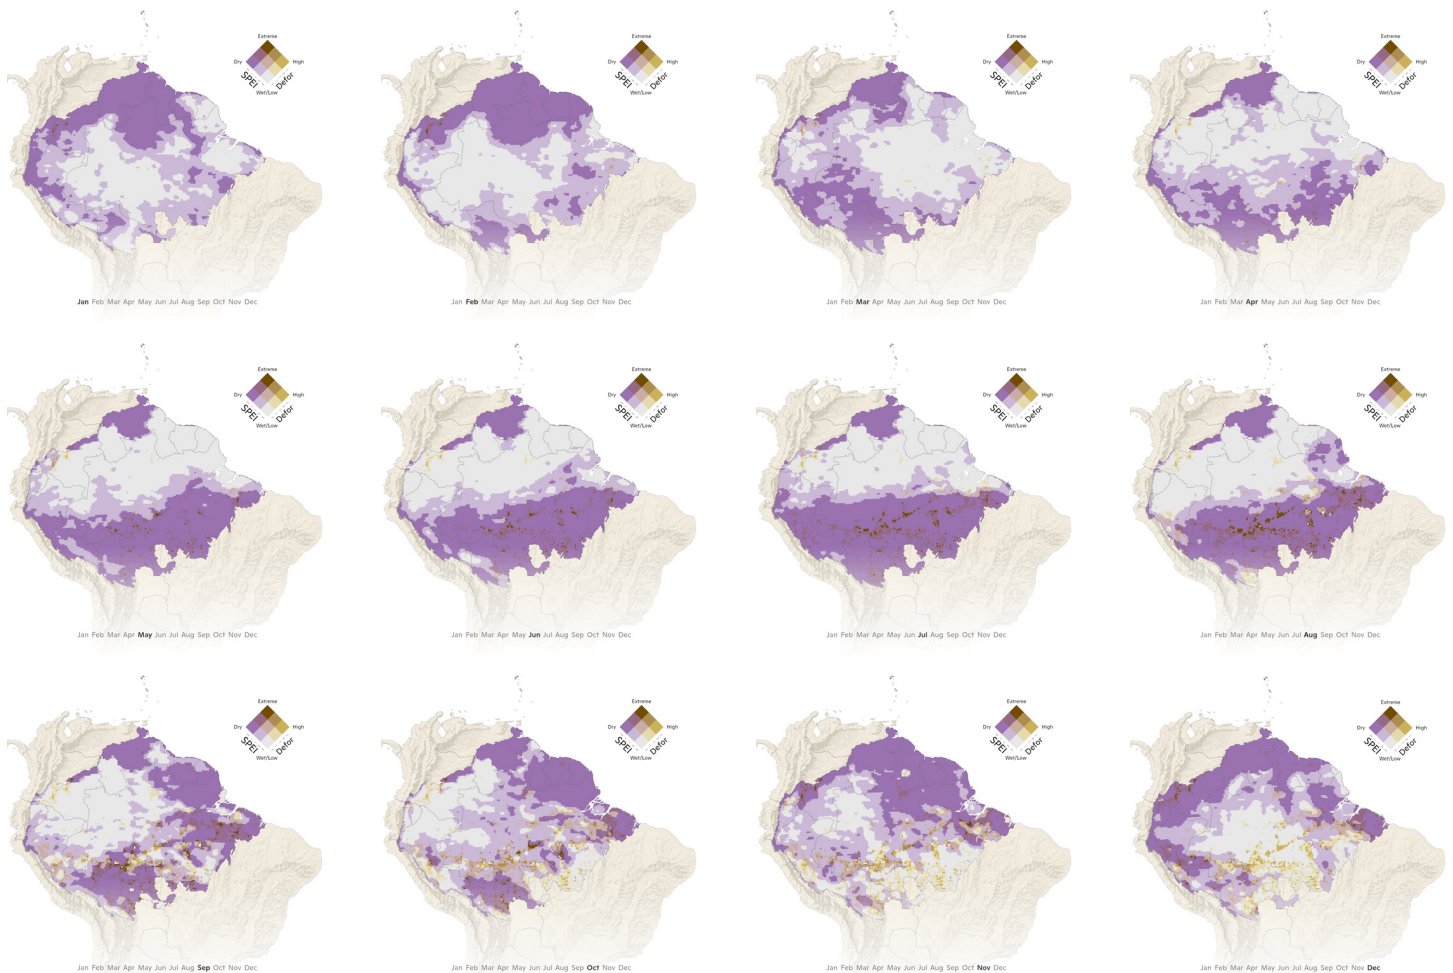 Extreme
Dry
High
SPEI
Defor
Wet/Low
Jan Feb Mar Apr May Jun Jul Aug Sep Oct Nov Dec
Extreme
Dry
High
SPEI
Defor
Wet/Low
Jan Feb Mar Apr May Jun Jul Aug Sep Oct Nov Dec
Extreme
Dry
High
SPEI
Defor
Wet/Low
Jan Feb Mar Apr May Jun Jul Aug Sep Oct Nov Dec
Extreme
Dry
High
SPEI
Defor
Wet/Low
Jan Feb Mar Apr May Jun Jul Aug Sep Oct Nov Dec
Extreme
Dry
High
SPEI
Defor
Wet/Low
Jan Feb Mar Apr May Jun Jul Aug Sep Oct Nov Dec
Extreme
Dry
High
SPEI
Defor
Wet/Low
Jan Feb Mar Apr May Jun Jul Aug Sep Oct Nov Dec
Extreme
Dry
High
SPEI
Defor
Wet/Low
Jan Feb Mar Apr May Jun Jul Aug Sep Oct Nov Dec
Extreme
Dry
High
SPEI
Defor
Wet/Low
Jan Feb Mar Apr May Jun Jul Aug Sep Oct Nov Dec
Extreme
Dry
High
SPEI
Defor
Wet/Low
Jan Feb Mar Apr May Jun Jul Aug Sep Oct Nov Dec
Extreme
Dry
High
SPEI
Defor
Wet/Low
Jan Feb Mar Apr May Jun Jul Aug Sep Oct Nov Dec
Extreme
Dry
High
SPEI
Defor
Wet/Low
Jan Feb Mar Apr May Jun Jul Aug Sep Oct Nov Dec
Extreme
Dry
High
SPEI
Defor
Wet/Low
Jan Feb Mar Apr May Jun Jul Aug Sep Oct Nov Dec